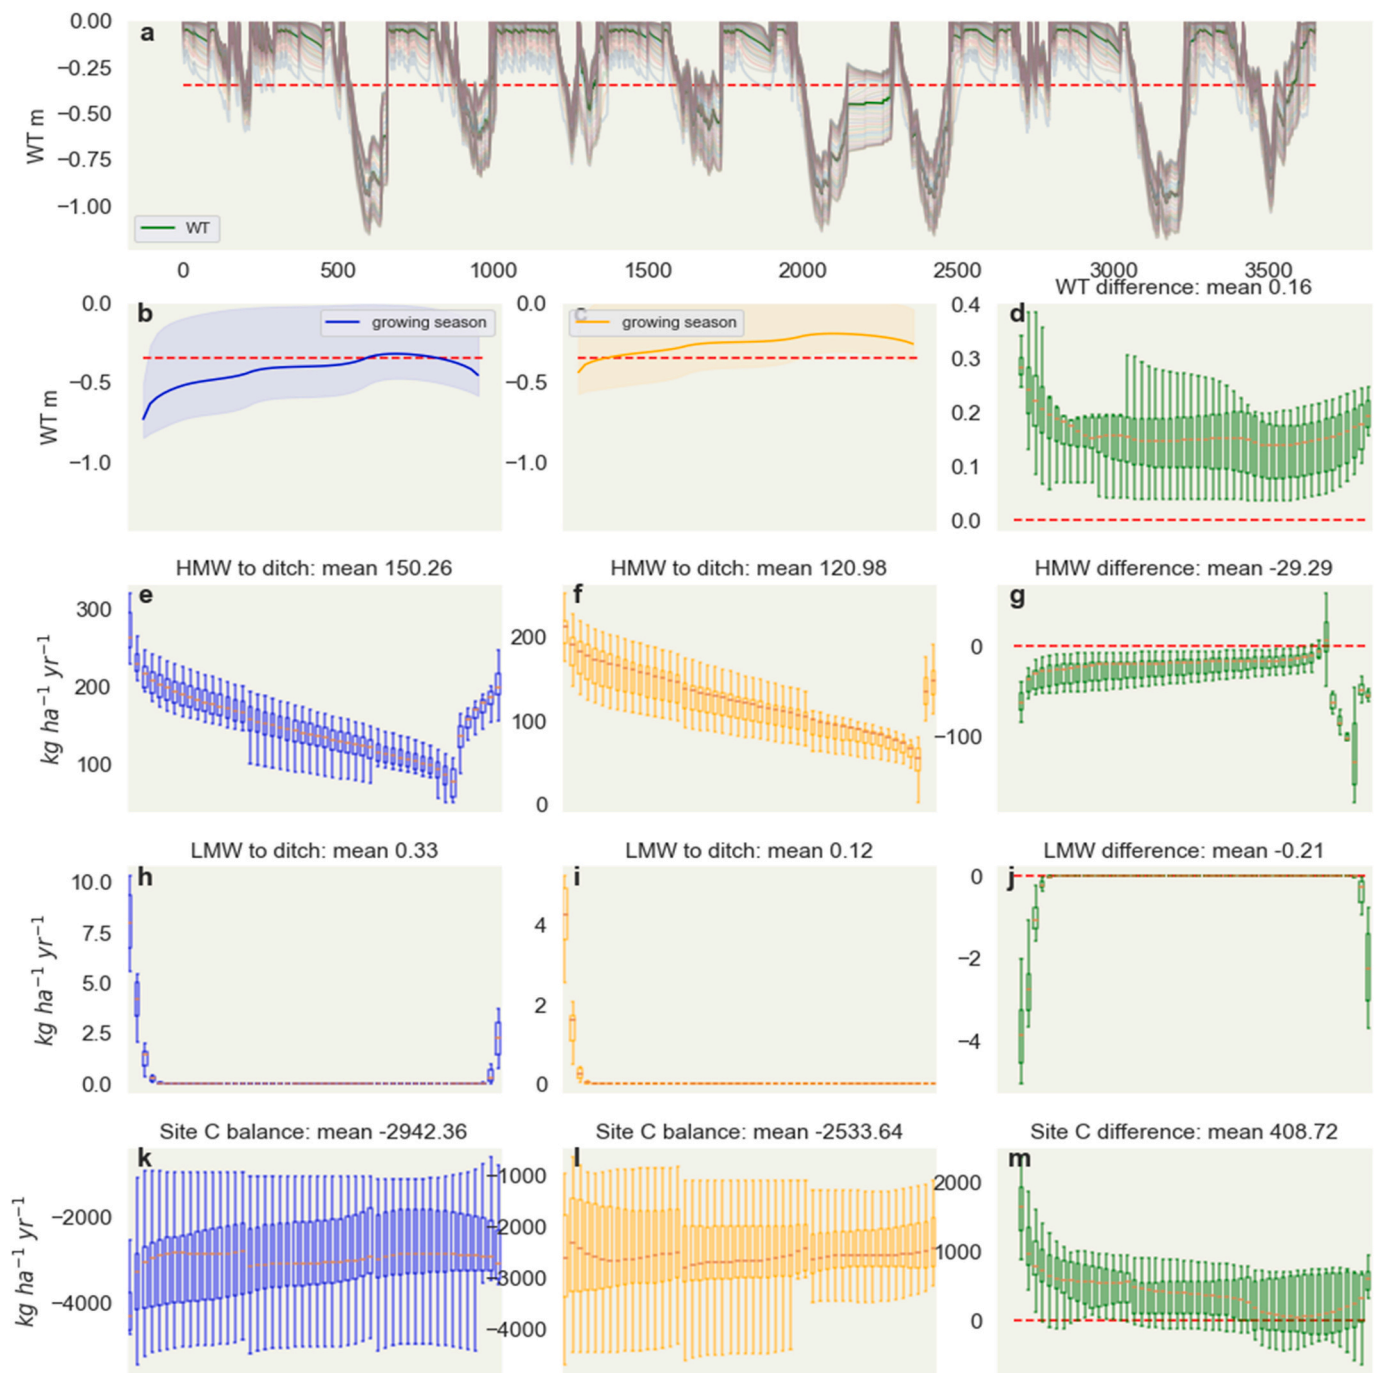 0.00
a
−0.25
−0.50
−0.75
−1.00
WT m
WT
0 500 1000 1500 2000 2500 3000 3500
WT difference: mean 0.16
0.0
b
growing season
−0.5
−1.0
WT m
0.0
c
growing season
−0.5
−1.0
0.4
d
0.3
0.2
0.1
0.0
HMW to ditch: mean 150.26
e
300
200
100
kg ha−1 yr−1
HMW to ditch: mean 120.98
f
200
100
0
HMW difference: mean -29.29
g
0
−100
LMW to ditch: mean 0.33
h
10.0
7.5
5.0
2.5
0.0
kg ha−1 yr−1
LMW to ditch: mean 0.12
i
4
2
0
LMW difference: mean -0.21
j
0
−2
−4
Site C balance: mean -2942.36
k
−2000
−4000
kg ha−1 yr−1
Site C balance: mean -2533.64
l
−1000
−2000
−3000
−4000
Site C difference: mean 408.72
m
2000
1000
0